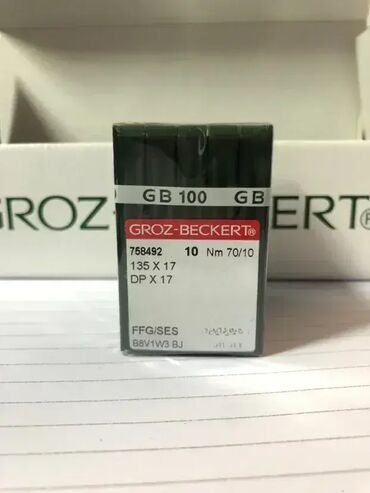 GB 100 GB
GROZ-BECKERT®
758492 10 Nm 70/10
135 X 17
DP X 17
FFG/SES
B8V1W3 BJ
GROZ-BECKERT®